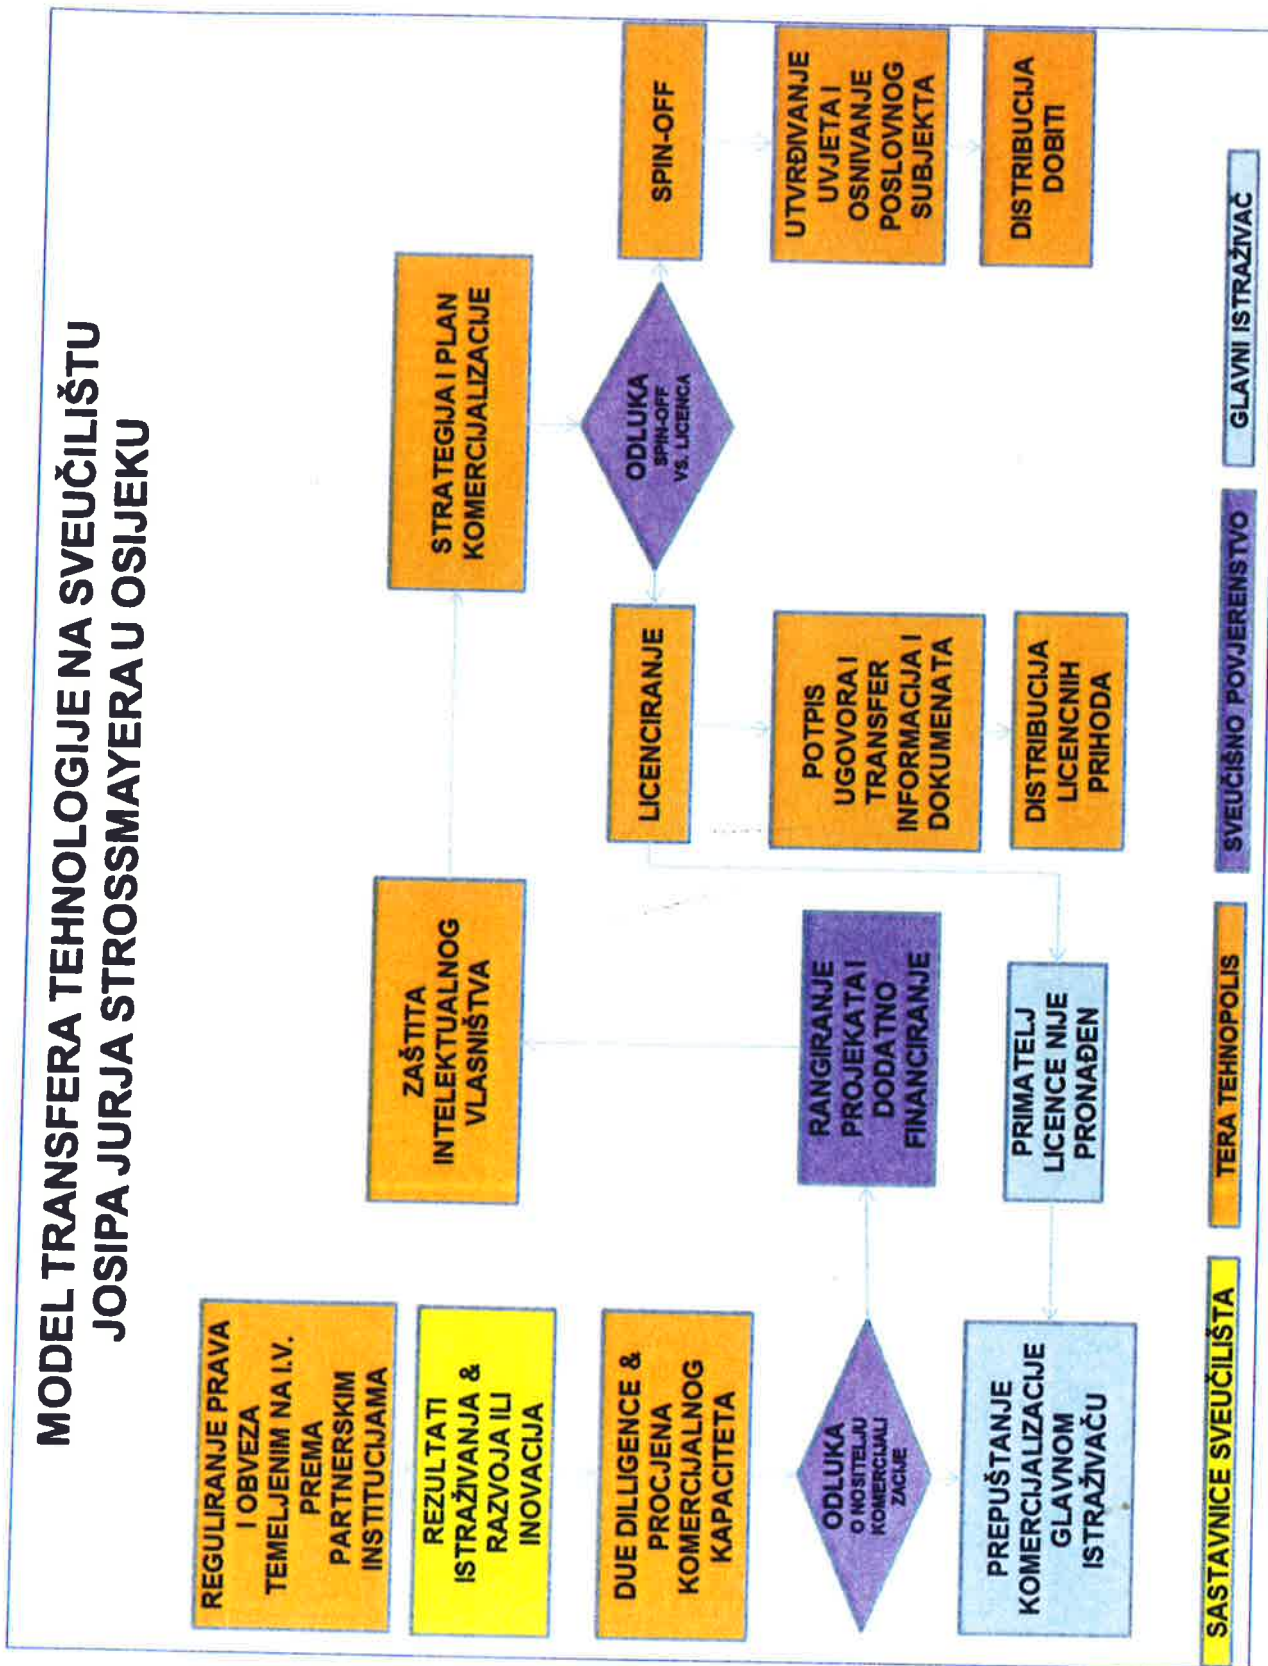 MODEL TRANSFERA TEHNOLOGIJE NA SVEUČILIŠTU
JOSIPA JURJA STROSSMAYERA U OSIJEKU
REGULIRANJE PRAVA
I OBVEZA
TEMELJENIM NA I.V.
PREMA
PARTNERSKIM
INSTITUCIJAMA
REZULTATI
ISTRAŽIVANJA &
RAZVOJA ILI
INOVACIJA
DUE DILLIGENCE &
PROCJENA
KOMERCIJALNOG
KAPACITETA
ODLUKA
O NOSITELJU
KOMERCIJALI
ZACIJE
PREPUŠTANJE
KOMERCIJALIZACIJE
GLAVNOM
ISTRAŽIVAČU
ZAŠTITA
INTELEKTUALNOG
VLASNIŠTVA
RANGIRANJE
PROJEKATA I
DODATNO
FINANCIRANJE
PRIMATELJ
LICENCE NIJE
PRONAĐEN
STRATEGIJA I PLAN
KOMERCIJALIZACIJE
ODLUKA
SPIN-OFF
VS. LICENCA
LICENCIRANJE
POTPIS
UGOVORA I
TRANSFER
INFORMACIJA I
DOKUMENATA
DISTRIBUCIJA
LICENCNIH
PRIHODA
SPIN-OFF
UTVRĐIVANJE
UVJETA I
OSNIVANJE
POSLOVNOG
SUBJEKTA
DISTRIBUCIJA
DOBITI
SASTAVNICE SVEUČILIŠTA
TERA TEHNOPOLIS
SVEUČIŠNO POVJERENSTVO
GLAVNI ISTRAŽIVAČ